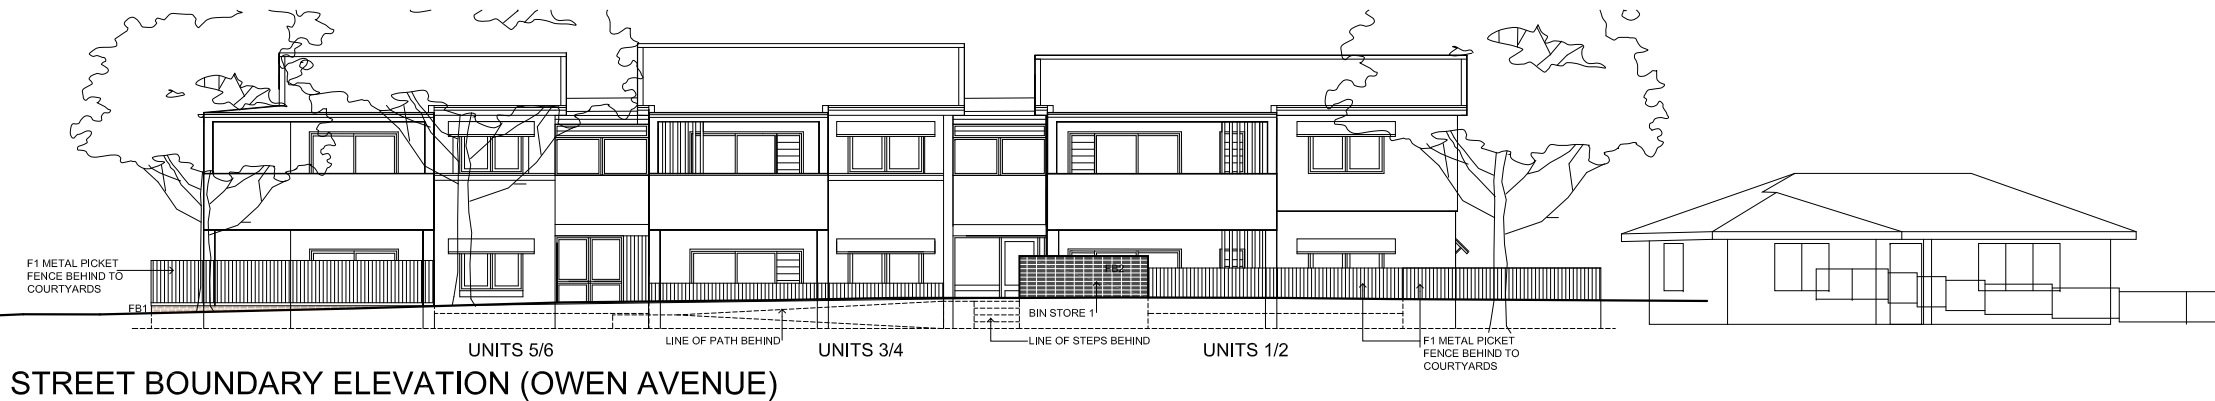 F1 METAL PICKET
FENCE BEHIND TO
COURTYARDS
FB1
FB2
BIN STORE 1
LINE OF PATH BEHIND
LINE OF STEPS BEHIND
F1 METAL PICKET
FENCE BEHIND TO
COURTYARDS
UNITS 5/6
UNITS 3/4
UNITS 1/2
STREET BOUNDARY ELEVATION (OWEN AVENUE)